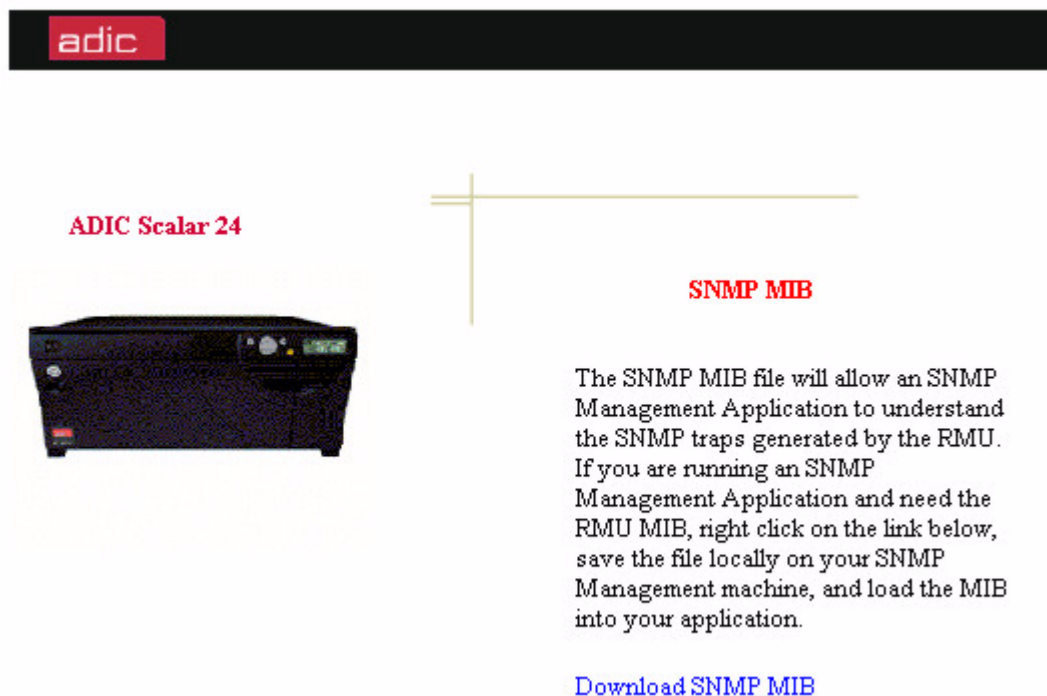 adic
ADIC Scalar 24
SNMP MIB
The SNMP MIB file will allow an SNMP
Management Application to understand
the SNMP traps generated by the RMU.
If you are running an SNMP
Management Application and need the
RMU MIB, right click on the link below,
save the file locally on your SNMP
Management machine, and load the MIB
into your application.
Download SNMP MIB